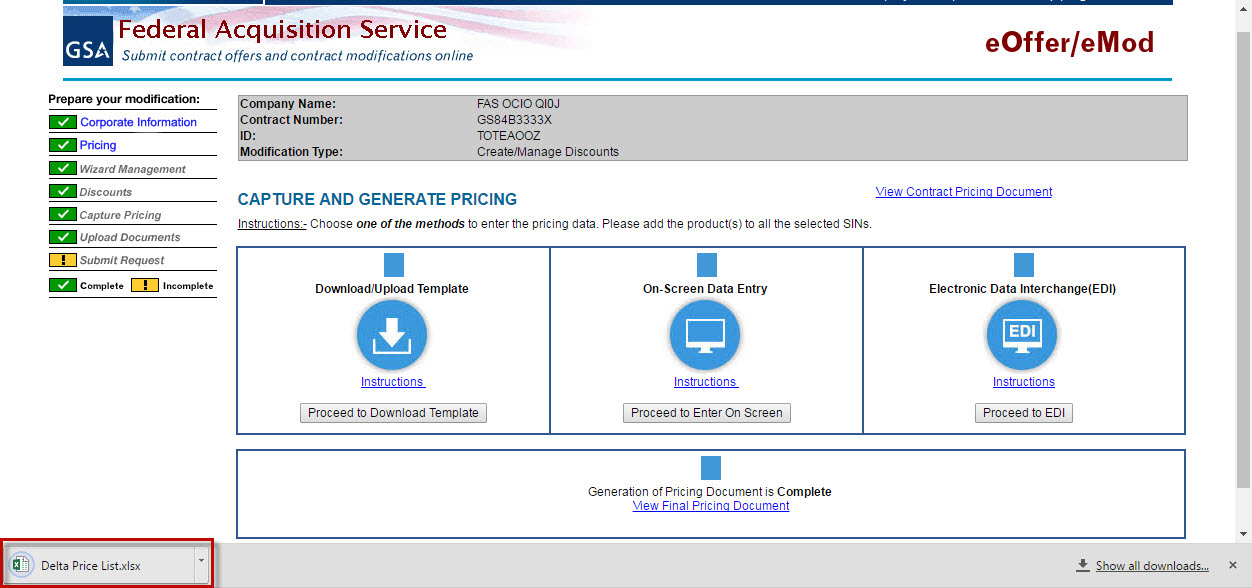 GSA
Federal Acquisition Service
Submit contract offers and contract modifications online
eOffer/eMod
Prepare your modification:
Corporate Information
Pricing
Wizard Management
Discounts
Capture Pricing
Upload Documents
! Submit Request
Complete ! Incomplete
Company Name: FAS OCIO QI0J
Contract Number: GS84B3333X
ID: TOTEAOOZ
Modification Type: Create/Manage Discounts
View Contract Pricing Document
CAPTURE AND GENERATE PRICING
Instructions:- Choose one of the methods to enter the pricing data. Please add the product(s) to all the selected SINs.
Download/Upload Template
Instructions
Proceed to Download Template
On-Screen Data Entry
Instructions
Proceed to Enter On Screen
Electronic Data Interchange(EDI)
EDI
Instructions
Proceed to EDI
Generation of Pricing Document is Complete
View Final Pricing Document
Delta Price List.xlsx
Show all downloads...